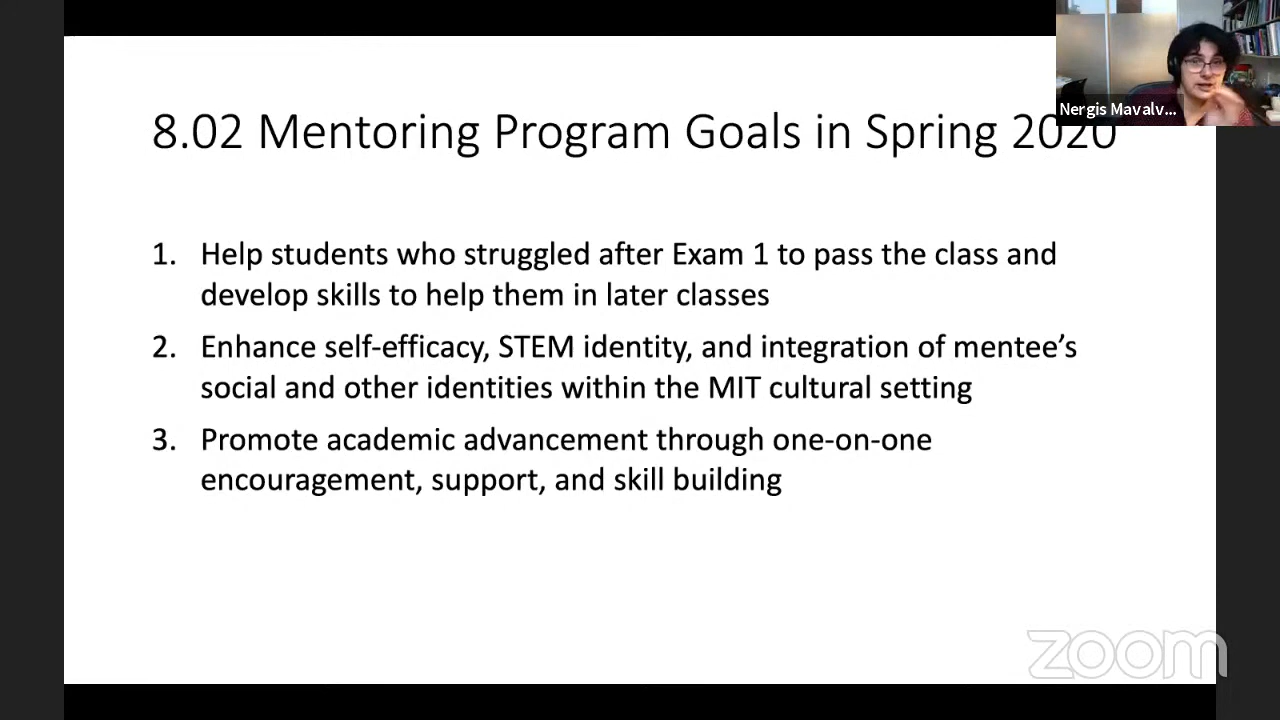 Nergis Mavalv...
8.02 Mentoring Program Goals in Spring 2020
1. Help students who struggled after Exam 1 to pass the class and
develop skills to help them in later classes
2. Enhance self-efficacy, STEM identity, and integration of mentee’s
social and other identities within the MIT cultural setting
3. Promote academic advancement through one-on-one
encouragement, support, and skill building
zoom